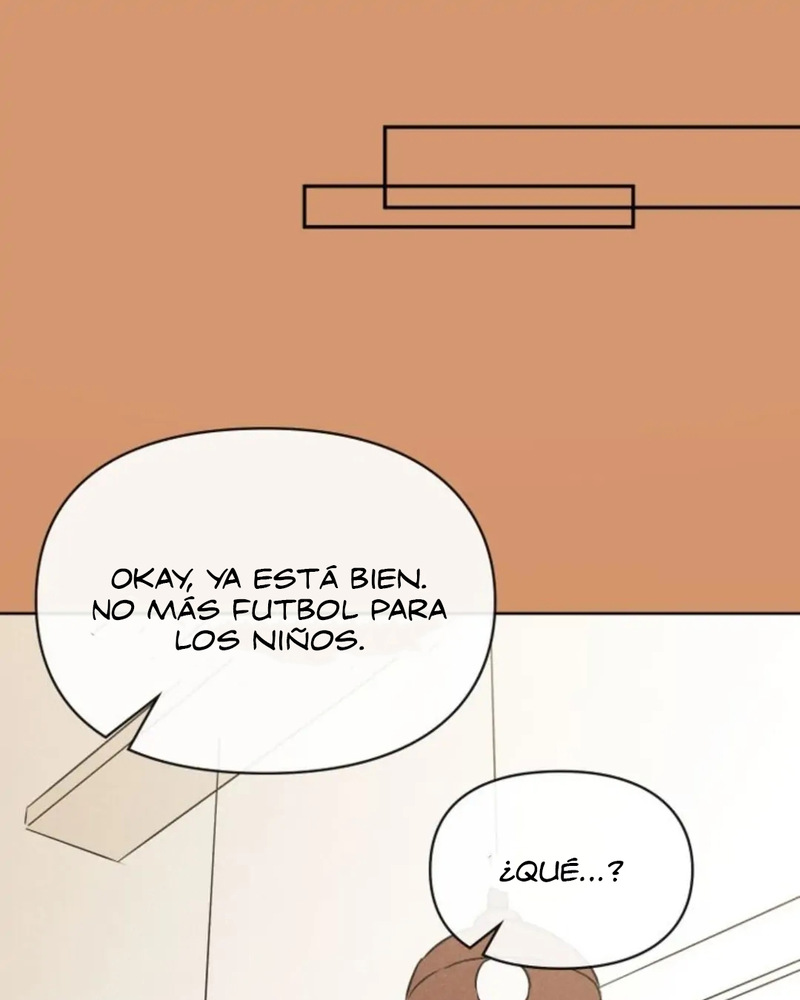 OKAY, YA ESTÁ BIEN.
NO MÁS FUTBOL PARA
LOS NIÑOS.
¿QUÉ...?